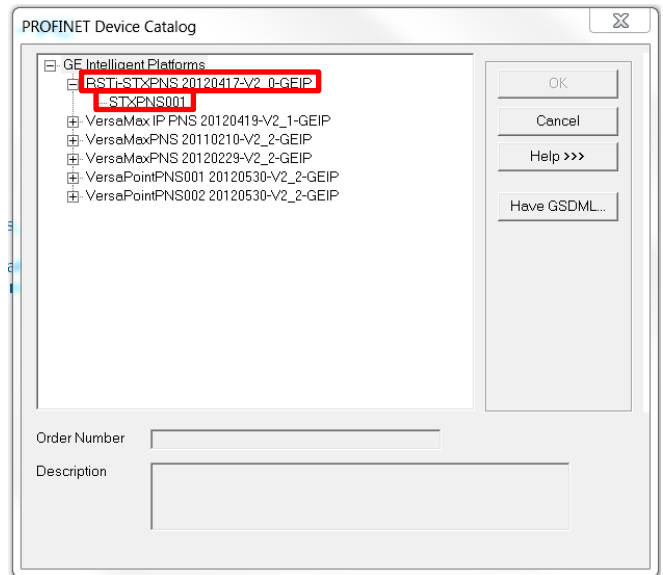 PROFINET Device Catalog
GE Intelligent Platforms
RSTi-STXPNS 20120417-V2_0-GEIP
STXPNS001
VersaMax IP PNS 20120419-V2_1-GEIP
VersaMaxPNS 20110210-V2_2-GEIP
VersaMaxPNS 20120229-V2_2-GEIP
VersaPointPNS001 20120530-V2_2-GEIP
VersaPointPNS002 20120530-V2_2-GEIP
OK
Cancel
Help >>>
Have GSDML...
Order Number
Description